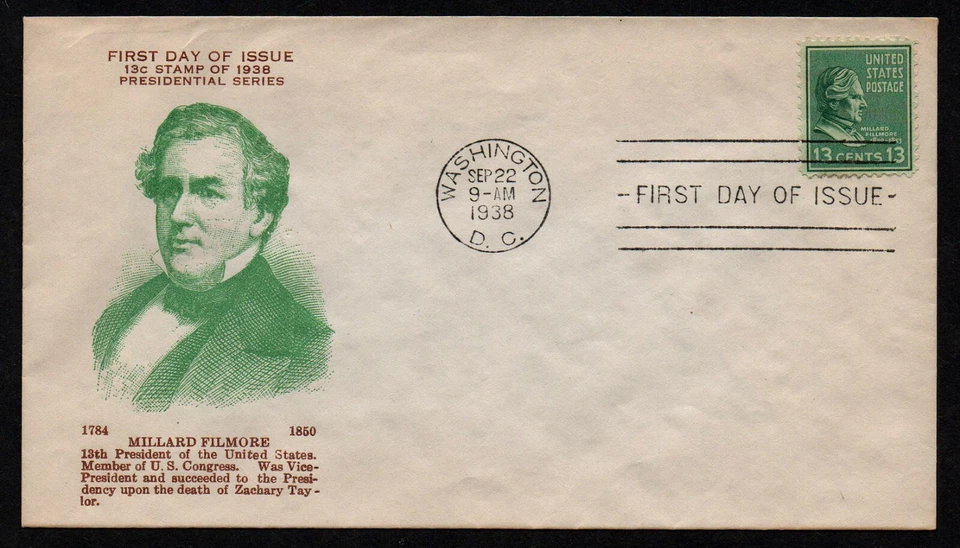 FIRST DAY OF ISSUE
13c STAMP OF 1938
PRESIDENTIAL SERIES
UNITED
STATES
POSTAGE
MILLARD
FILLMORE
13 CENTS 13
WASHINGTON
SEP 22
9-AM
1938
D. C.
-FIRST DAY OF ISSUE-
1784 1850
MILLARD FILMORE
13th President of the United States.
Member of U. S. Congress. Was Vice-
President and succeeded to the Presi-
dency upon the death of Zachary Tay-
lor.